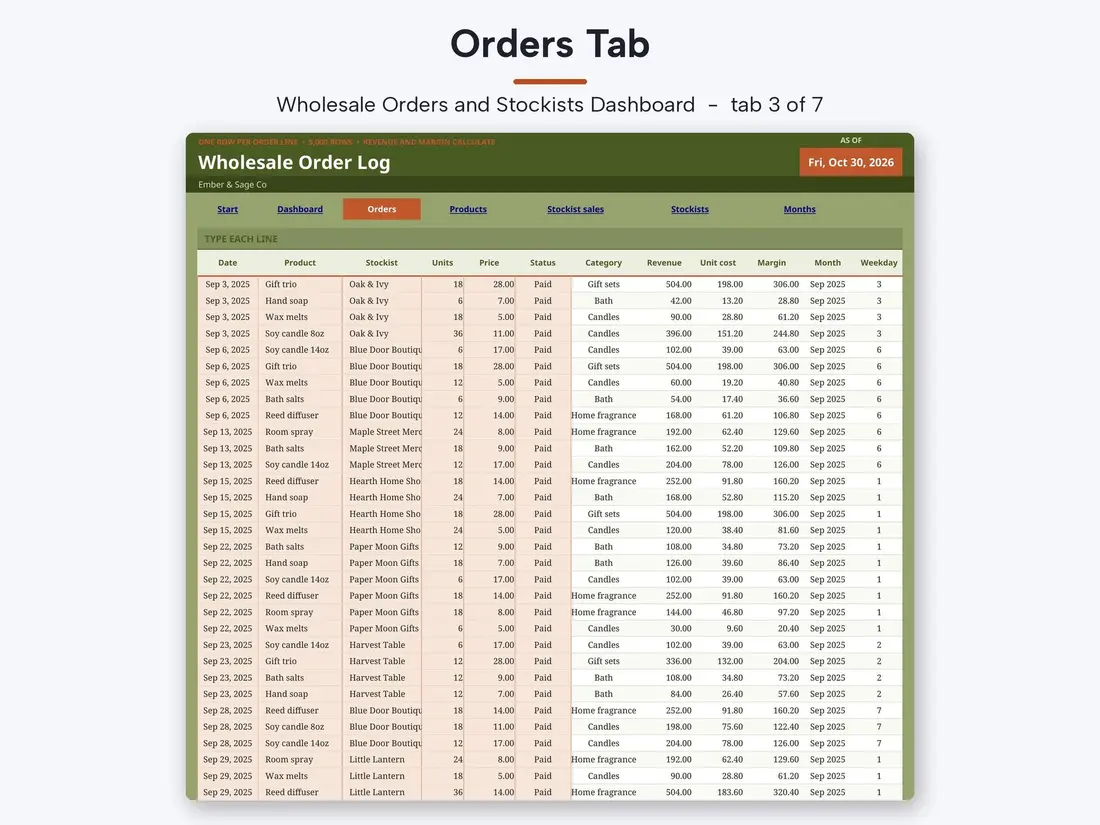 Orders Tab
Wholesale Orders and Stockists Dashboard – tab 3 of 7
ONE ROW PER ORDER LINE • 5,000 ROWS • REVENUE AND MARGIN CALCULATE
AS OF
Wholesale Order Log
Fri, Oct 30, 2026
Ember & Sage Co
Start Dashboard Orders Products Stockist sales Stockists Months
TYPE EACH LINE
Date Product Stockist Units Price Status Category Revenue Unit cost Margin Month Weekday
Sep 3, 2025 Gift trio Oak & Ivy 18 28.00 Paid Gift sets 504.00 198.00 306.00 Sep 2025 3
Sep 3, 2025 Hand soap Oak & Ivy 6 7.00 Paid Bath 42.00 13.20 28.80 Sep 2025 3
Sep 3, 2025 Wax melts Oak & Ivy 18 5.00 Paid Candles 90.00 28.80 61.20 Sep 2025 3
Sep 3, 2025 Soy candle 8oz Oak & Ivy 36 11.00 Paid Candles 396.00 151.20 244.80 Sep 2025 3
Sep 6, 2025 Soy candle 14oz Blue Door Boutiqu 6 17.00 Paid Candles 102.00 39.00 63.00 Sep 2025 6
Sep 6, 2025 Gift trio Blue Door Boutiqu 18 28.00 Paid Gift sets 504.00 198.00 306.00 Sep 2025 6
Sep 6, 2025 Wax melts Blue Door Boutiqu 12 5.00 Paid Candles 60.00 19.20 40.80 Sep 2025 6
Sep 6, 2025 Bath salts Blue Door Boutiqu 6 9.00 Paid Bath 54.00 17.40 36.60 Sep 2025 6
Sep 6, 2025 Reed diffuser Blue Door Boutiqu 12 14.00 Paid Home fragrance 168.00 61.20 106.80 Sep 2025 6
Sep 13, 2025 Room spray Maple Street Merc 24 8.00 Paid Home fragrance 192.00 62.40 129.60 Sep 2025 6
Sep 13, 2025 Bath salts Maple Street Merc 18 9.00 Paid Bath 162.00 52.20 109.80 Sep 2025 6
Sep 13, 2025 Soy candle 14oz Maple Street Merc 12 17.00 Paid Candles 204.00 78.00 126.00 Sep 2025 6
Sep 15, 2025 Reed diffuser Hearth Home Sho 18 14.00 Paid Home fragrance 252.00 91.80 160.20 Sep 2025 1
Sep 15, 2025 Hand soap Hearth Home Sho 24 7.00 Paid Bath 168.00 52.80 115.20 Sep 2025 1
Sep 15, 2025 Gift trio Hearth Home Sho 18 28.00 Paid Gift sets 504.00 198.00 306.00 Sep 2025 1
Sep 15, 2025 Wax melts Hearth Home Sho 24 5.00 Paid Candles 120.00 38.40 81.60 Sep 2025 1
Sep 22, 2025 Bath salts Paper Moon Gifts 12 9.00 Paid Bath 108.00 34.80 73.20 Sep 2025 1
Sep 22, 2025 Hand soap Paper Moon Gifts 18 7.00 Paid Bath 126.00 39.60 86.40 Sep 2025 1
Sep 22, 2025 Soy candle 14oz Paper Moon Gifts 6 17.00 Paid Candles 102.00 39.00 63.00 Sep 2025 1
Sep 22, 2025 Reed diffuser Paper Moon Gifts 18 14.00 Paid Home fragrance 252.00 91.80 160.20 Sep 2025 1
Sep 22, 2025 Room spray Paper Moon Gifts 18 8.00 Paid Home fragrance 144.00 46.80 97.20 Sep 2025 1
Sep 22, 2025 Wax melts Paper Moon Gifts 6 5.00 Paid Candles 30.00 9.60 20.40 Sep 2025 1
Sep 23, 2025 Soy candle 14oz Harvest Table 6 17.00 Paid Candles 102.00 39.00 63.00 Sep 2025 2
Sep 23, 2025 Gift trio Harvest Table 12 28.00 Paid Gift sets 336.00 132.00 204.00 Sep 2025 2
Sep 23, 2025 Bath salts Harvest Table 12 9.00 Paid Bath 108.00 34.80 73.20 Sep 2025 2
Sep 23, 2025 Hand soap Harvest Table 12 7.00 Paid Bath 84.00 26.40 57.60 Sep 2025 2
Sep 28, 2025 Reed diffuser Blue Door Boutiqu 18 14.00 Paid Home fragrance 252.00 91.80 160.20 Sep 2025 7
Sep 28, 2025 Soy candle 8oz Blue Door Boutiqu 18 11.00 Paid Candles 198.00 75.60 122.40 Sep 2025 7
Sep 28, 2025 Soy candle 14oz Blue Door Boutiqu 12 17.00 Paid Candles 204.00 78.00 126.00 Sep 2025 7
Sep 29, 2025 Room spray Little Lantern 24 8.00 Paid Home fragrance 192.00 62.40 129.60 Sep 2025 1
Sep 29, 2025 Wax melts Little Lantern 18 5.00 Paid Candles 90.00 28.80 61.20 Sep 2025 1
Sep 29, 2025 Reed diffuser Little Lantern 36 14.00 Paid Home fragrance 504.00 183.60 320.40 Sep 2025 1